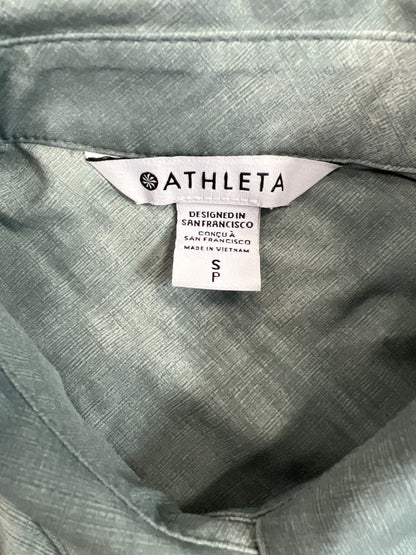 ATHLETA
DESIGNED IN
SAN FRANCISCO
CONÇU À
SAN FRANCISCO
MADE IN VIETNAM
S
P